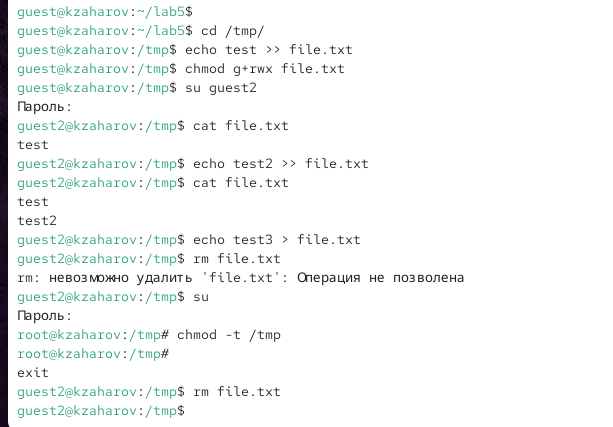 guest@kzaharov:~/lab5$
guest@kzaharov:~/lab5$ cd /tmp/
guest@kzaharov:/tmp$ echo test >> file.txt
guest@kzaharov:/tmp$ chmod g+rwx file.txt
guest@kzaharov:/tmp$ su guest2
Пароль:
guest2@kzaharov:/tmp$ cat file.txt
test
guest2@kzaharov:/tmp$ echo test2 >> file.txt
guest2@kzaharov:/tmp$ cat file.txt
test
test2
guest2@kzaharov:/tmp$ echo test3 > file.txt
guest2@kzaharov:/tmp$ rm file.txt
rm: невозможно удалить 'file.txt': Операция не позволена
guest2@kzaharov:/tmp$ su
Пароль:
root@kzaharov:/tmp# chmod -t /tmp
root@kzaharov:/tmp#
exit
guest2@kzaharov:/tmp$ rm file.txt
guest2@kzaharov:/tmp$